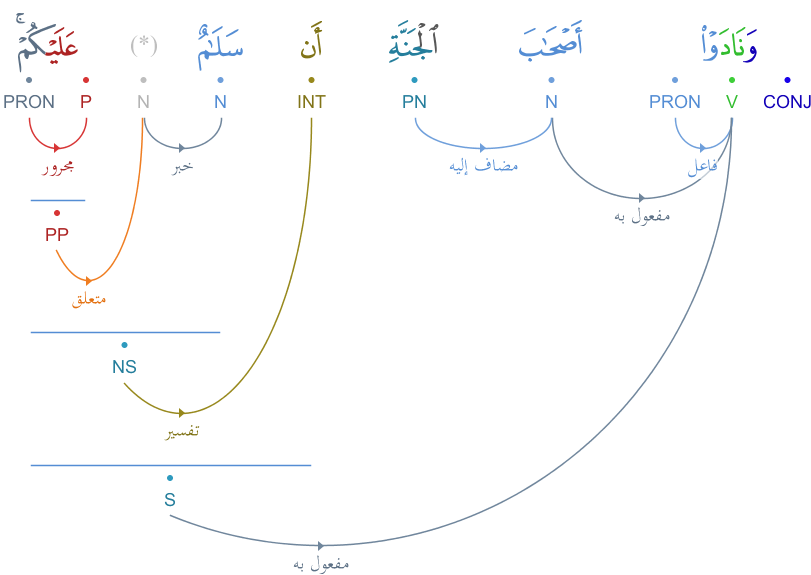 وَنَادَوْا۟ أَصْحَـٰبَ ٱلْجَنَّةِ أَن سَلَـٰمٌ (*) عَلَيْكُمْ ۚ
CONJ V PRON N PN INT N N P PRON
فاعل مضاف إليه خبر مجرور
مفعول به
PP
متعلق
NS
تفسير
S
مفعول به